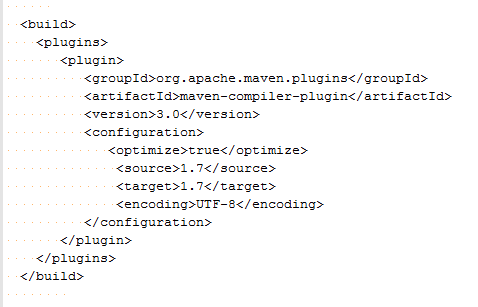 <build>
<plugins>
<plugin>
<groupId>org.apache.maven.plugins</groupId>
<artifactId>maven-compiler-plugin</artifactId>
<version>3.0</version>
<configuration>
<optimize>true</optimize>
<source>1.7</source>
<target>1.7</target>
<encoding>UTF-8</encoding>
</configuration>
</plugin>
</plugins>
</build>